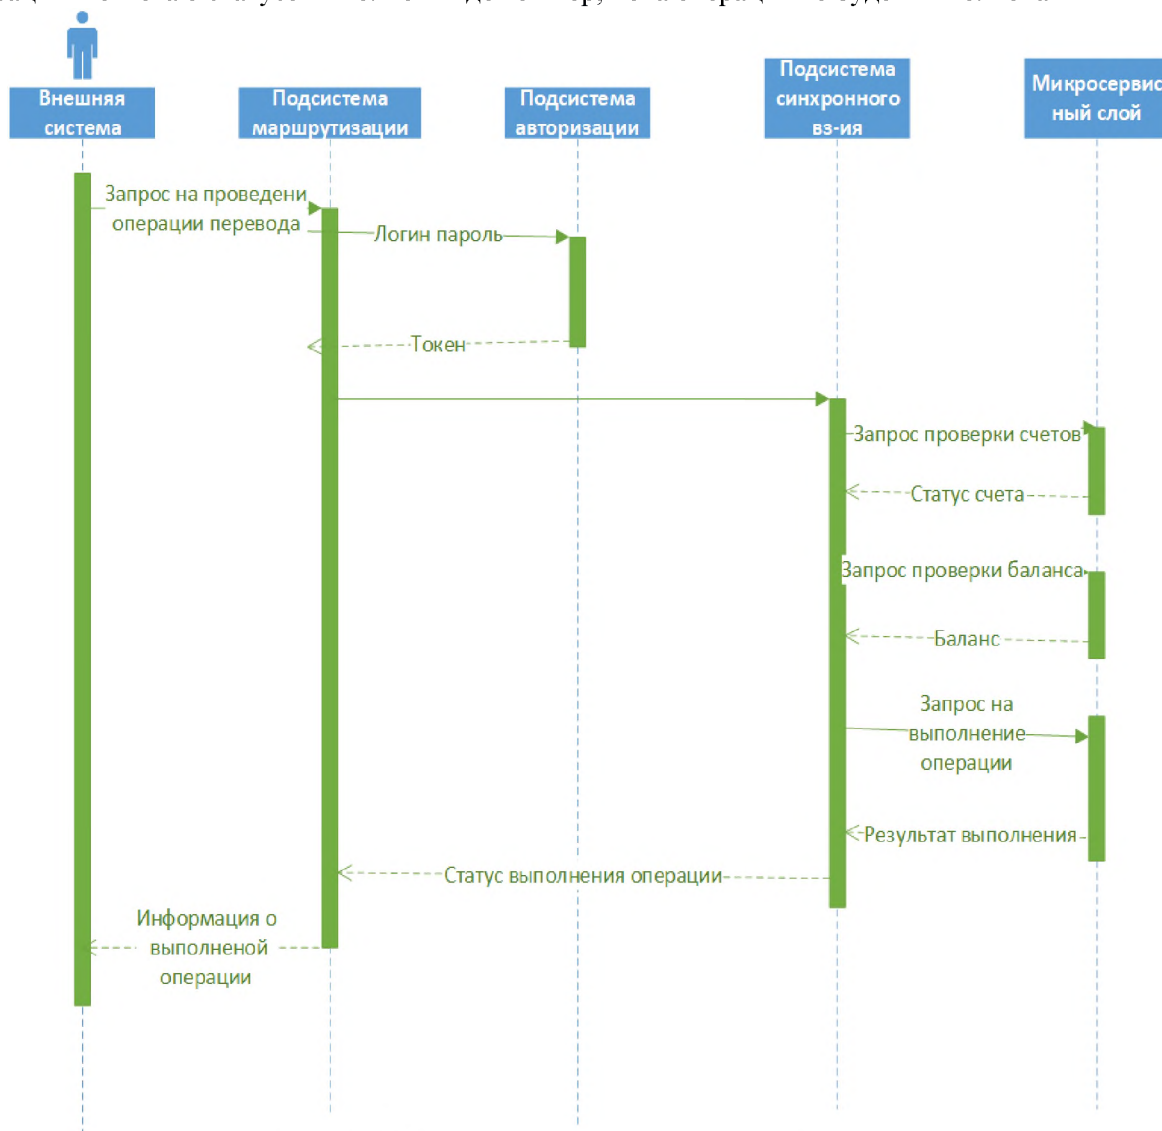 Внешняя
система
Подсистема
маршрутизации
Подсистема
авторизации
Подсистема
синхронного
вз-ия
Микросервис
ный слой
Запрос на проведени
операции перевода
Логин пароль
Токен
Запрос проверки счетов
Статус счета
Запрос проверки баланса
Баланс
Запрос на
выполнение
операции
Результат выполнения
Статус выполнения операции
Информация о
выполненой
операции